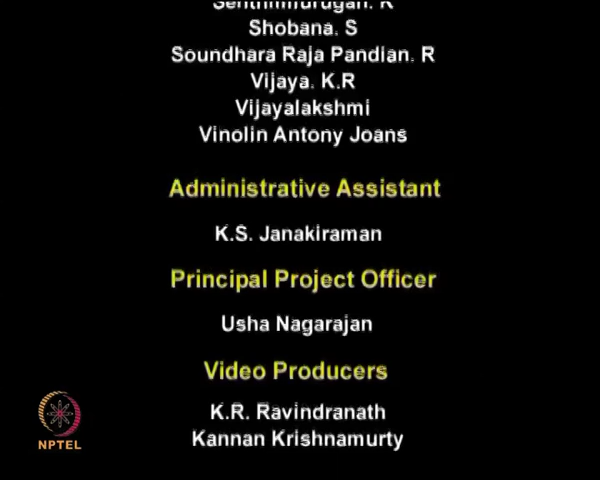 Senthilmurugan. R
Shobana. S
Soundhara Raja Pandian. R
Vijaya. K.R
Vijayalakshmi
Vinolin Antony Joans
Administrative Assistant
K.S. Janakiraman
Principal Project Officer
Usha Nagarajan
Video Producers
K.R. Ravindranath
Kannan Krishnamurty
NPTEL